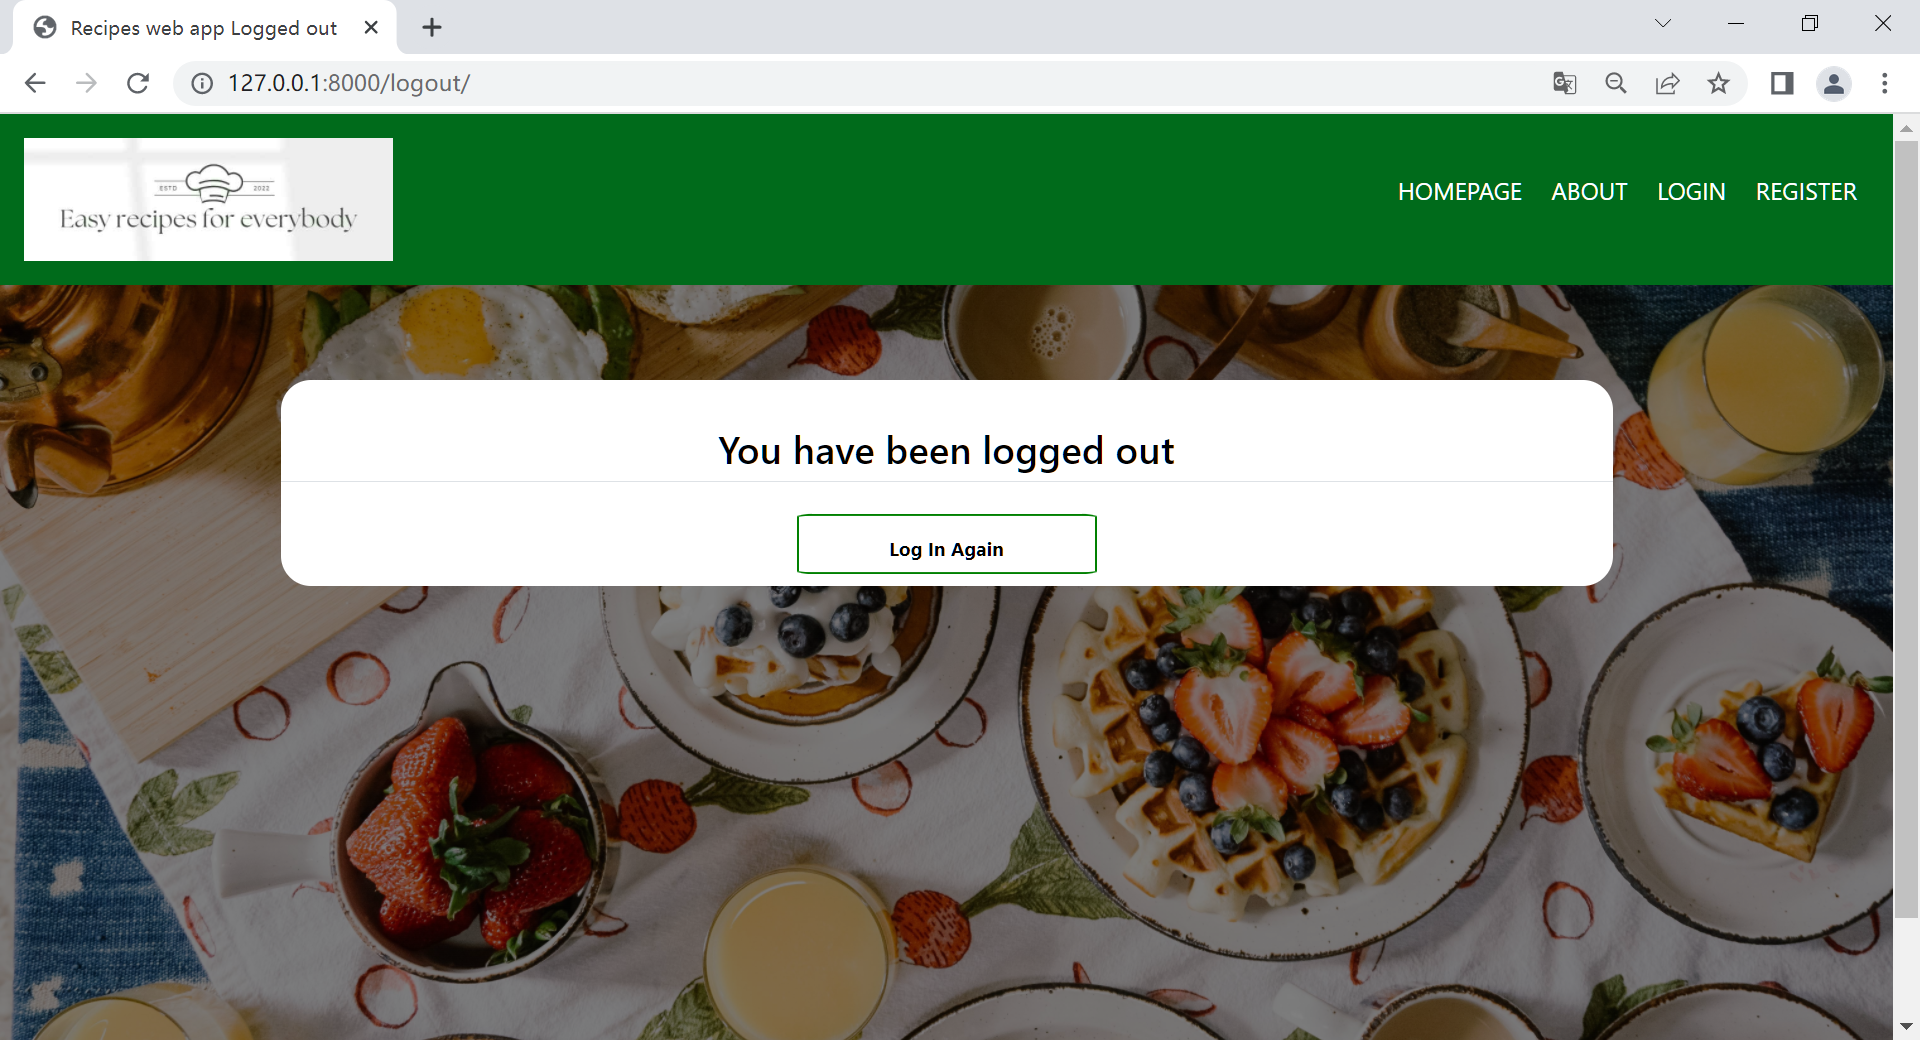 Recipes web app Logged out
127.0.0.1:8000/logout/
ESTD 2022
Easy recipes for everybody
HOMEPAGE ABOUT LOGIN REGISTER
You have been logged out
Log In Again